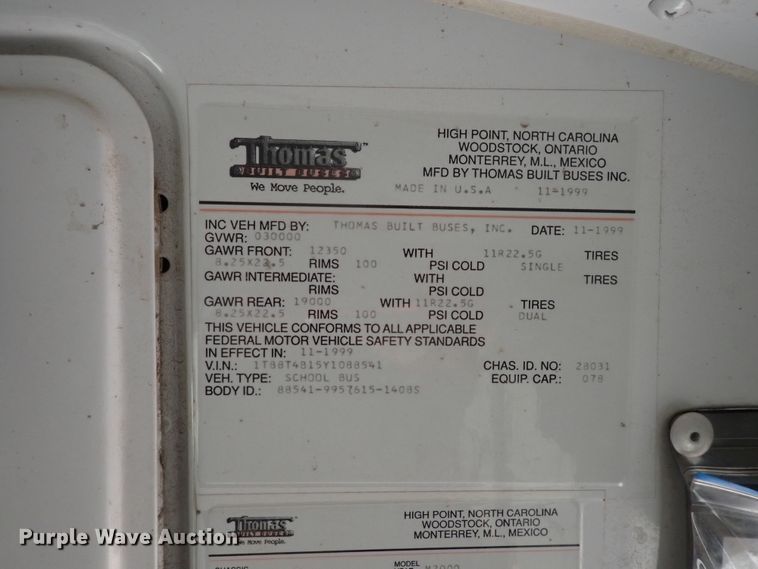 Thomas™
BUILT BUSES
We Move People.
HIGH POINT, NORTH CAROLINA
WOODSTOCK, ONTARIO
MONTERREY, M.L., MEXICO
MFD BY THOMAS BUILT BUSES INC.
MADE IN U.S.A 11-1999
INC VEH MFD BY: THOMAS BUILT BUSES, INC. DATE: 11-1999
GVWR: 030000
GAWR FRONT: 12350 WITH 11R22.5G TIRES
8.25X22.5 RIMS 100 PSI COLD SINGLE
GAWR INTERMEDIATE: WITH TIRES
RIMS PSI COLD
GAWR REAR: 19000 WITH 11R22.5G TIRES
8.25X22.5 RIMS 100 PSI COLD DUAL
THIS VEHICLE CONFORMS TO ALL APPLICABLE
FEDERAL MOTOR VEHICLE SAFETY STANDARDS
IN EFFECT IN: 11-1999
V.I.N.: 1T88T4B15Y1088541 CHAS. ID. NO: 28031
VEH. TYPE: SCHOOL BUS EQUIP. CAP.: 078
BODY ID.: 88541-9957615-1408S
Thomas
BUILT BUSES
We Move People.
HIGH POINT, NORTH CAROLINA
WOODSTOCK, ONTARIO
MONTERREY, M.L., MEXICO
MODEL
Purple Wave Auction